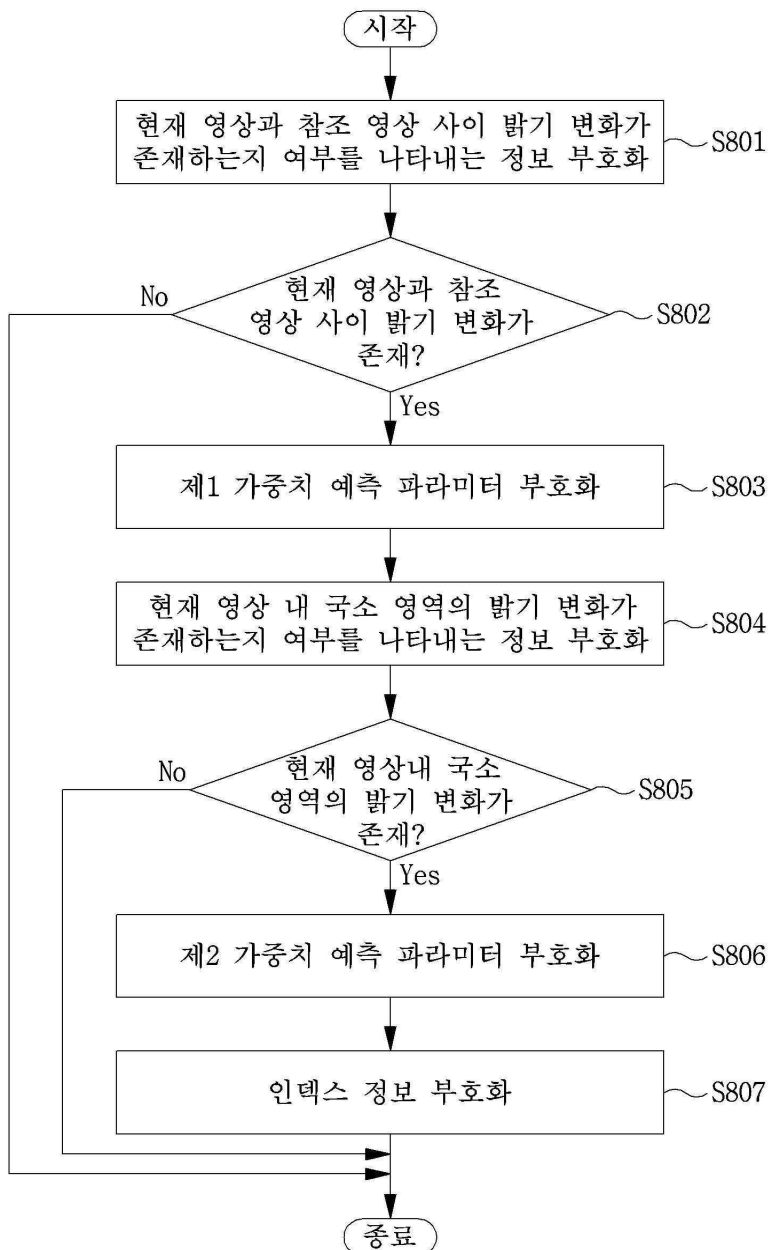 시작
현재 영상과 참조 영상 사이 밝기 변화가
존재하는지 여부를 나타내는 정보 부호화
S801
현재 영상과 참조
영상 사이 밝기 변화가
존재?
S802
No
Yes
제1 가중치 예측 파라미터 부호화
S803
현재 영상 내 국소 영역의 밝기 변화가
존재하는지 여부를 나타내는 정보 부호화
S804
현재 영상내 국소
영역의 밝기 변화가
존재?
S805
No
Yes
제2 가중치 예측 파라미터 부호화
S806
인덱스 정보 부호화
S807
종료